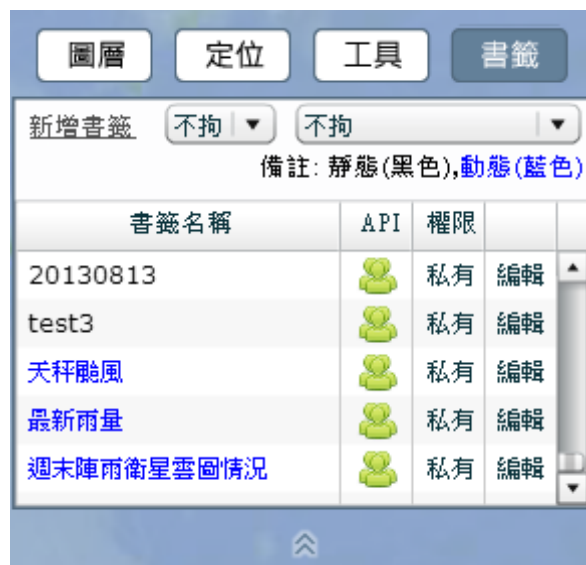 圖層 定位 工具 書籤
新增書籤 不拘 不拘
備註: 靜態(黑色),動態(藍色)
書籤名稱 API 權限
20130813 私有 編輯
test3 私有 編輯
天秤颱風 私有 編輯
最新雨量 私有 編輯
週末陣雨衛星雲圖情況 私有 編輯